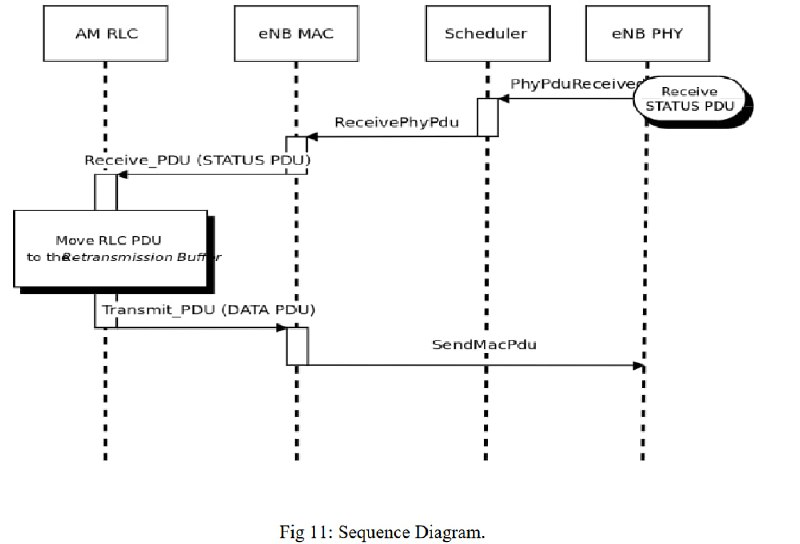 AM RLC
eNB MAC
Scheduler
eNB PHY
PhyPduReceived
Receive
STATUS PDU
ReceivePhyPdu
Receive_PDU (STATUS PDU)
Move RLC PDU
to the Retransmission Buffer
Transmit_PDU (DATA PDU)
SendMacPdu
Fig 11: Sequence Diagram.